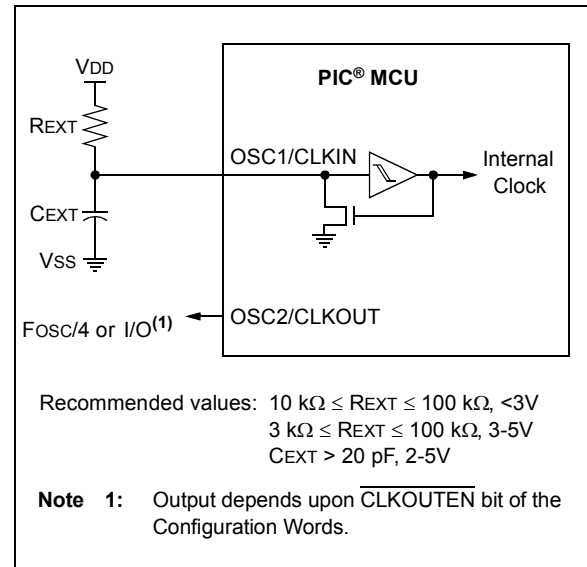 VDD
PIC® MCU
REXT
OSC1/CLKIN
Internal
Clock
CEXT
VSS
FOSC/4 or I/O(1)
OSC2/CLKOUT
Recommended values: 10 kΩ ≤ REXT ≤ 100 kΩ, <3V
3 kΩ ≤ REXT ≤ 100 kΩ, 3-5V
CEXT > 20 pF, 2-5V
Note 1: Output depends upon CLKOUTEN bit of the
Configuration Words.